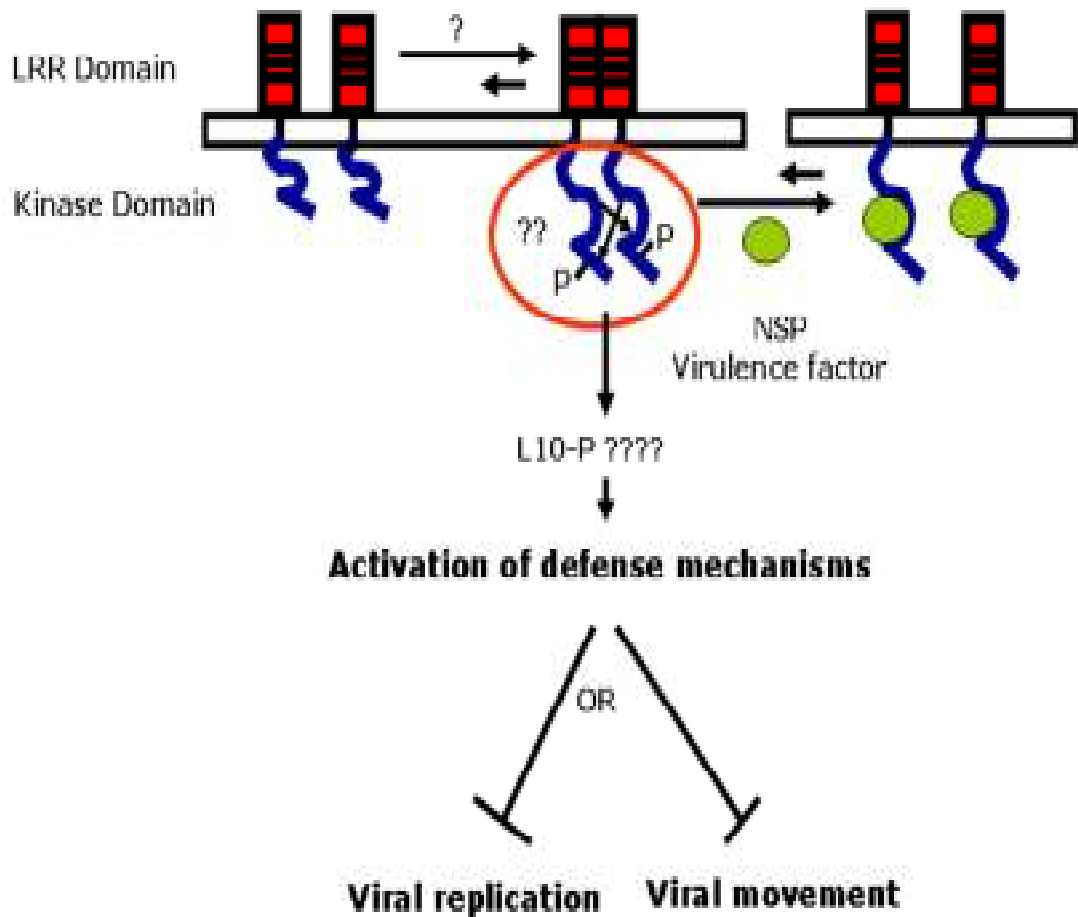 ?
LRR Domain
Kinase Domain
??
P
P
NSP
Virulence factor
L10-P ????
Activation of defense mechanisms
OR
Viral replication
Viral movement